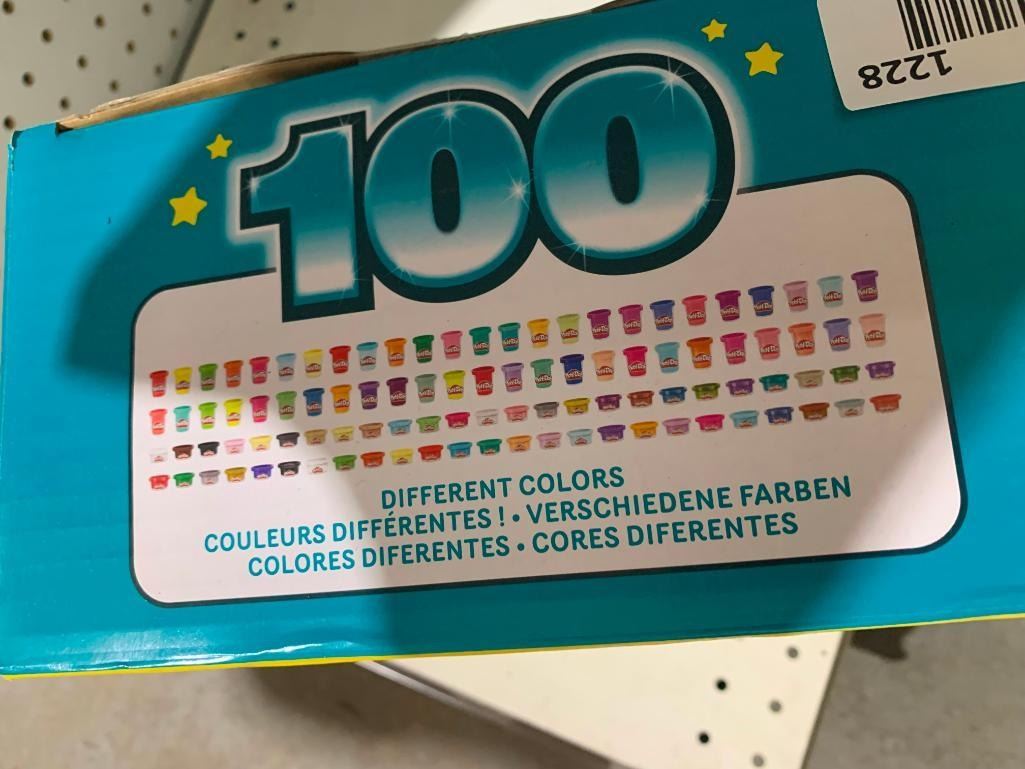 1228
100
DIFFERENT COLORS
COULEURS DIFFÉRENTES ! • VERSCHIEDENE FARBEN
COLORES DIFERENTES • CORES DIFERENTES